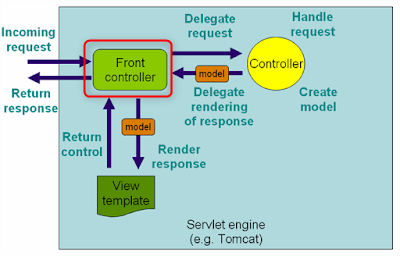 Incoming
request
Return
response
Front
controller
Delegate
request
Handle
request
model
Controller
Delegate
rendering
of response
Create
model
Return
control
model
Render
response
View
template
Servlet engine
(e.g. Tomcat)